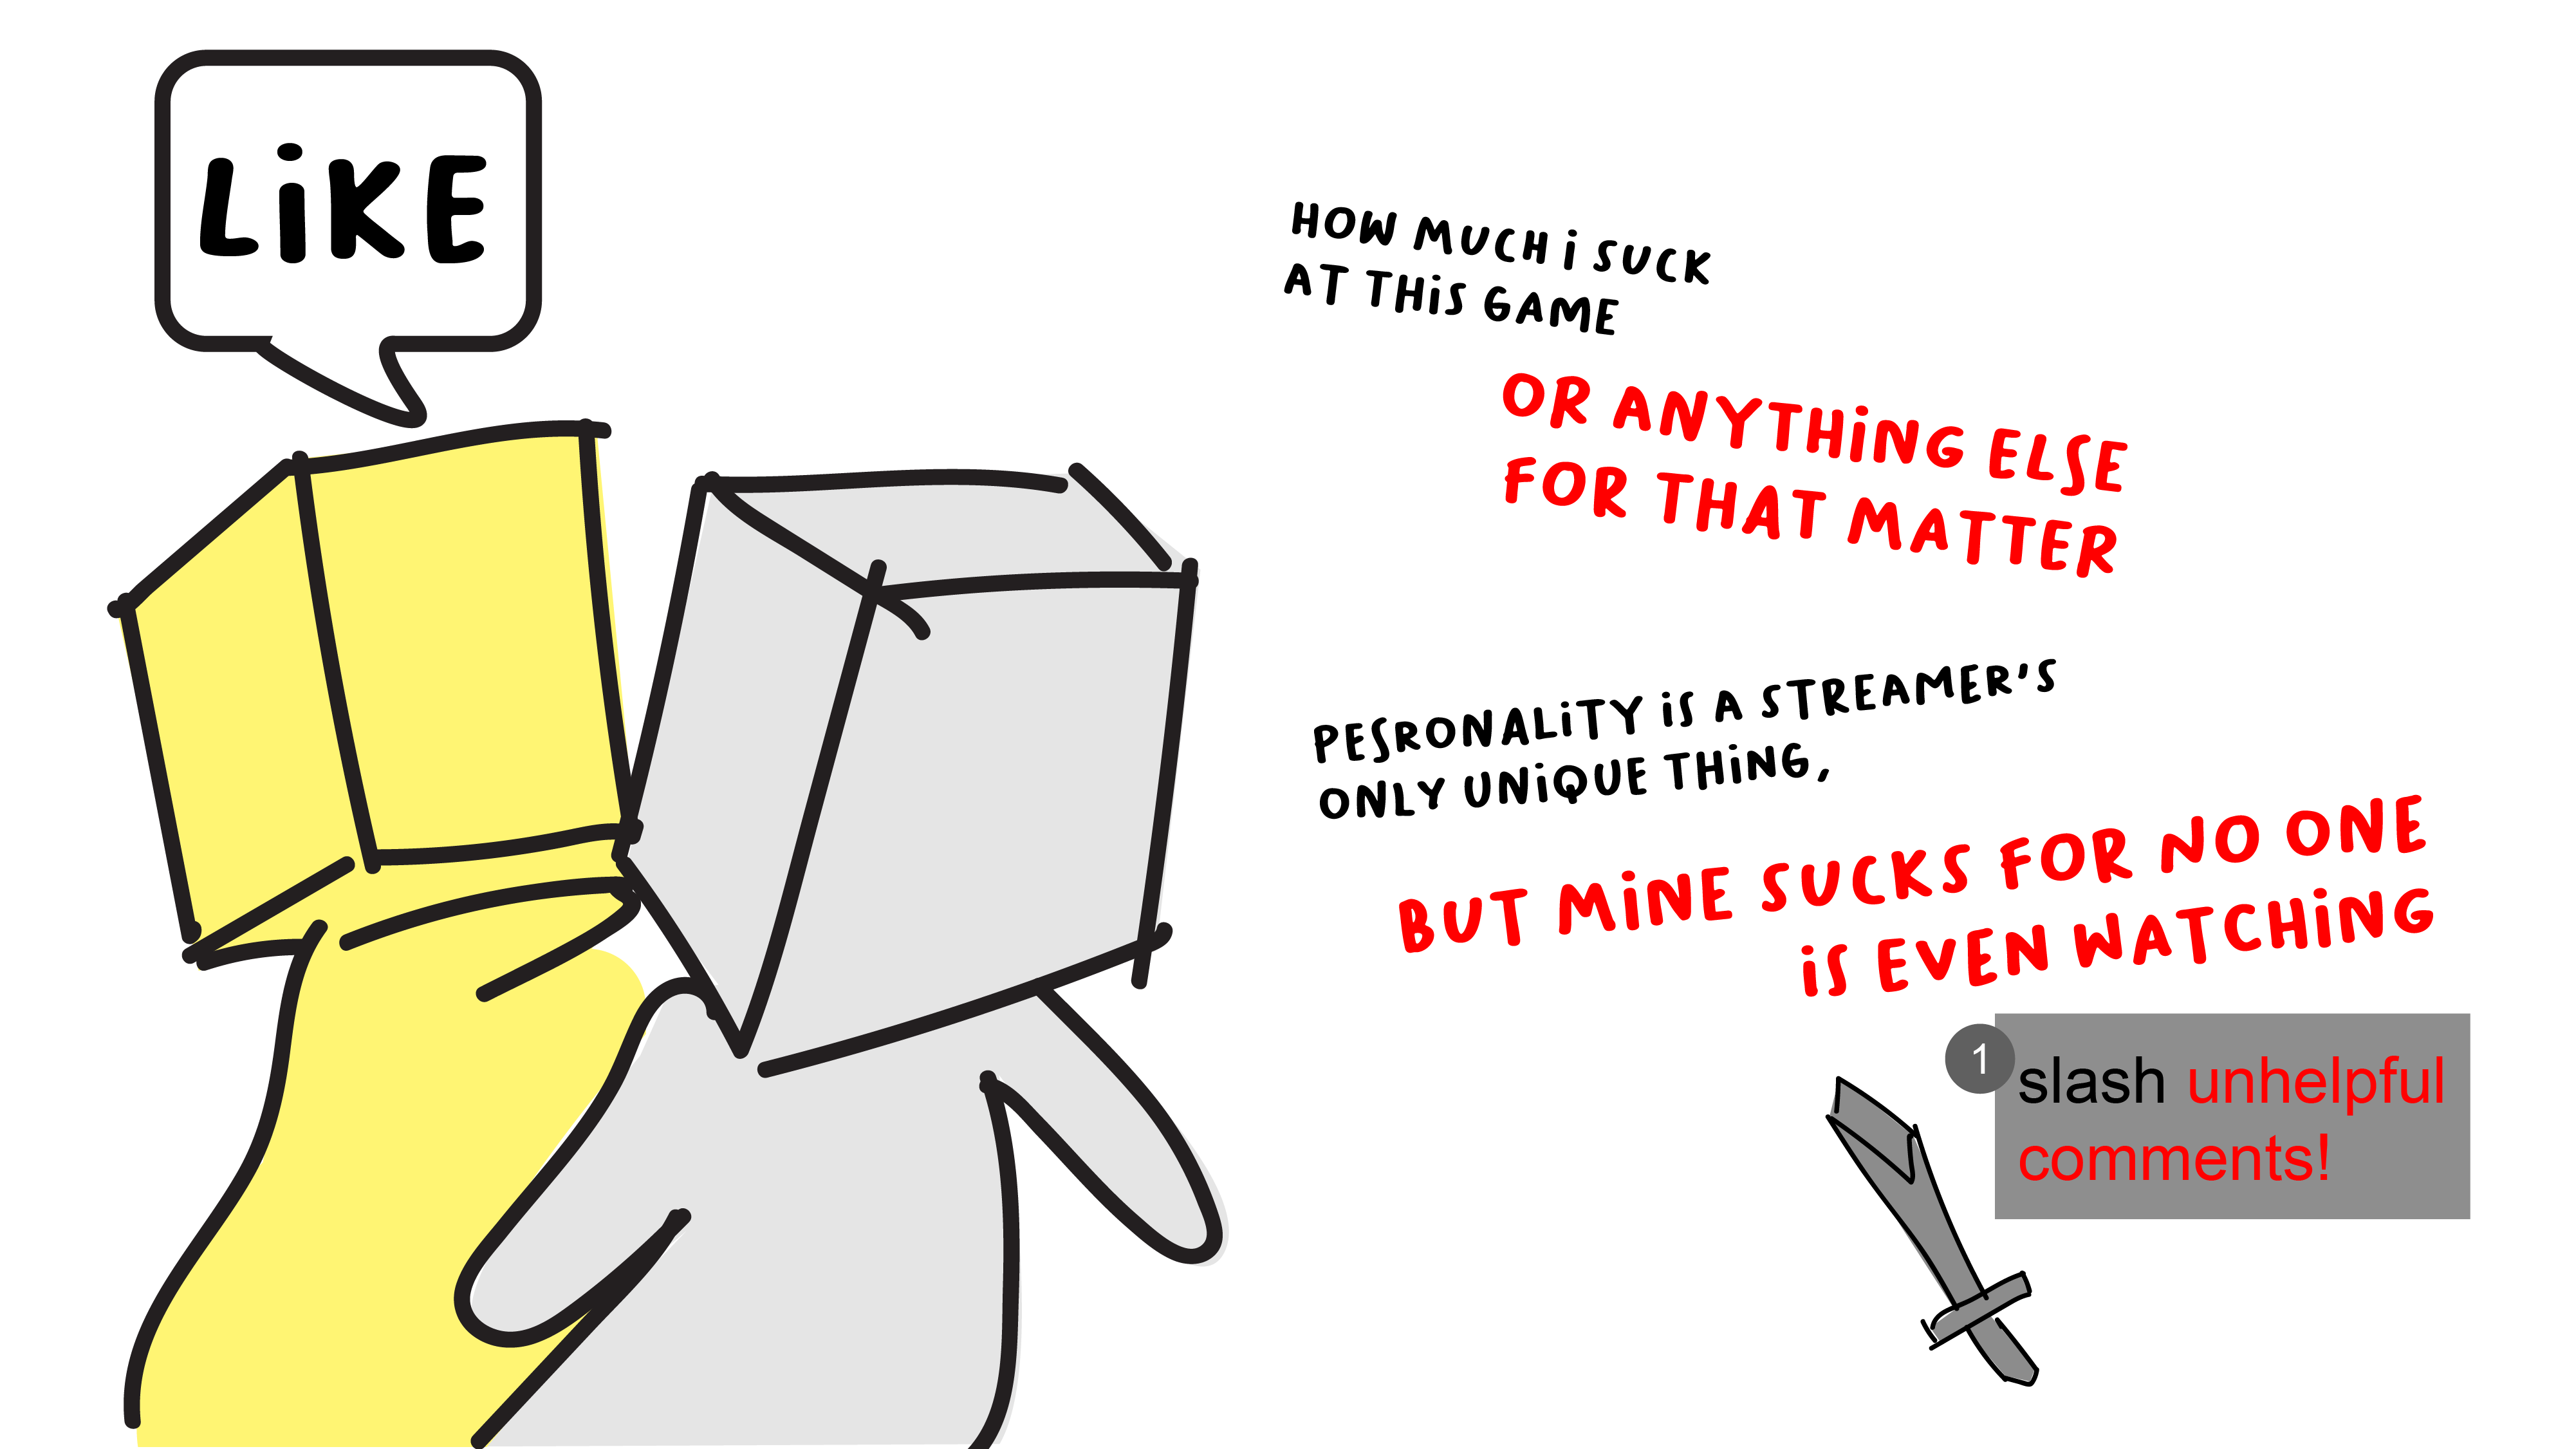 LiKE
HOW MUCH i SUCK
AT THiS GAME
OR ANYTHiNG ELSE
FOR THAT MATTER
PESRONALiTY iS A STREAMER'S
ONLY UNiQUE THiNG,
BUT MiNE SUCKS FOR NO ONE
iS EVEN WATCHiNG
1
slash unhelpful
comments!